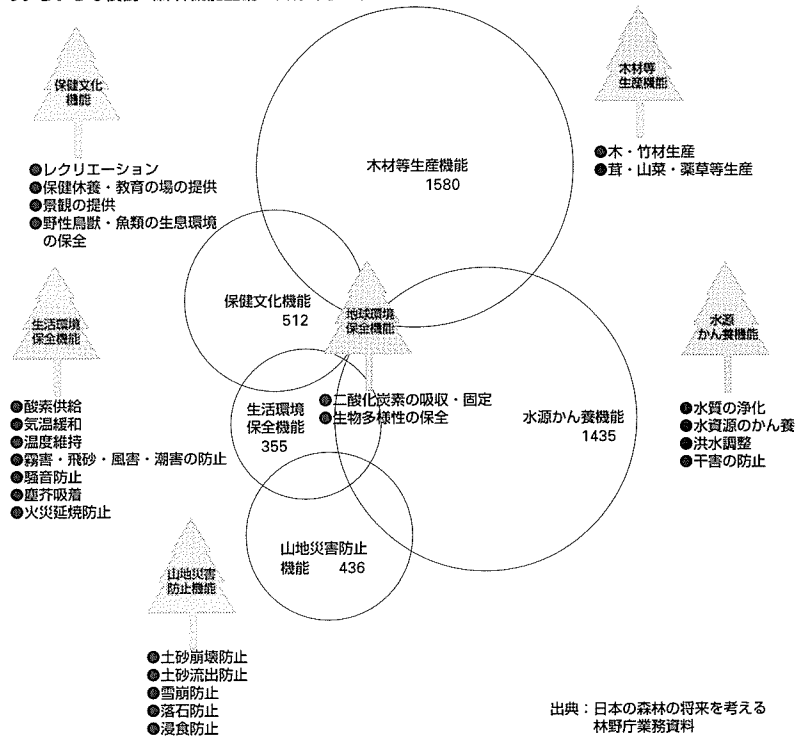 保健文化
機能
●レクリエーション
●保健休養・教育の場の提供
●景観の提供
●野性鳥獣・魚類の生息環境
の保全
木材等
生産機能
●木・竹材生産
●茸・山菜・薬草等生産
木材等生産機能
1580
保健文化機能
512
地球環境
保全機能
●二酸化炭素の吸収・固定
●生物多様性の保全
生活環境
保全機能
●酸素供給
●気温緩和
●温度維持
●霧害・飛砂・風害・潮害の防止
●騒音防止
●塵芥吸着
●火災延焼防止
生活環境
保全機能
355
水源かん養機能
1435
水源
かん養機能
●水質の浄化
●水資源のかん養
●洪水調整
●干害の防止
山地災害防止
機能 436
山地災害
防止機能
●土砂崩壊防止
●土砂流出防止
●雪崩防止
●落石防止
●浸食防止
出典：日本の森林の将来を考える
林野庁業務資料